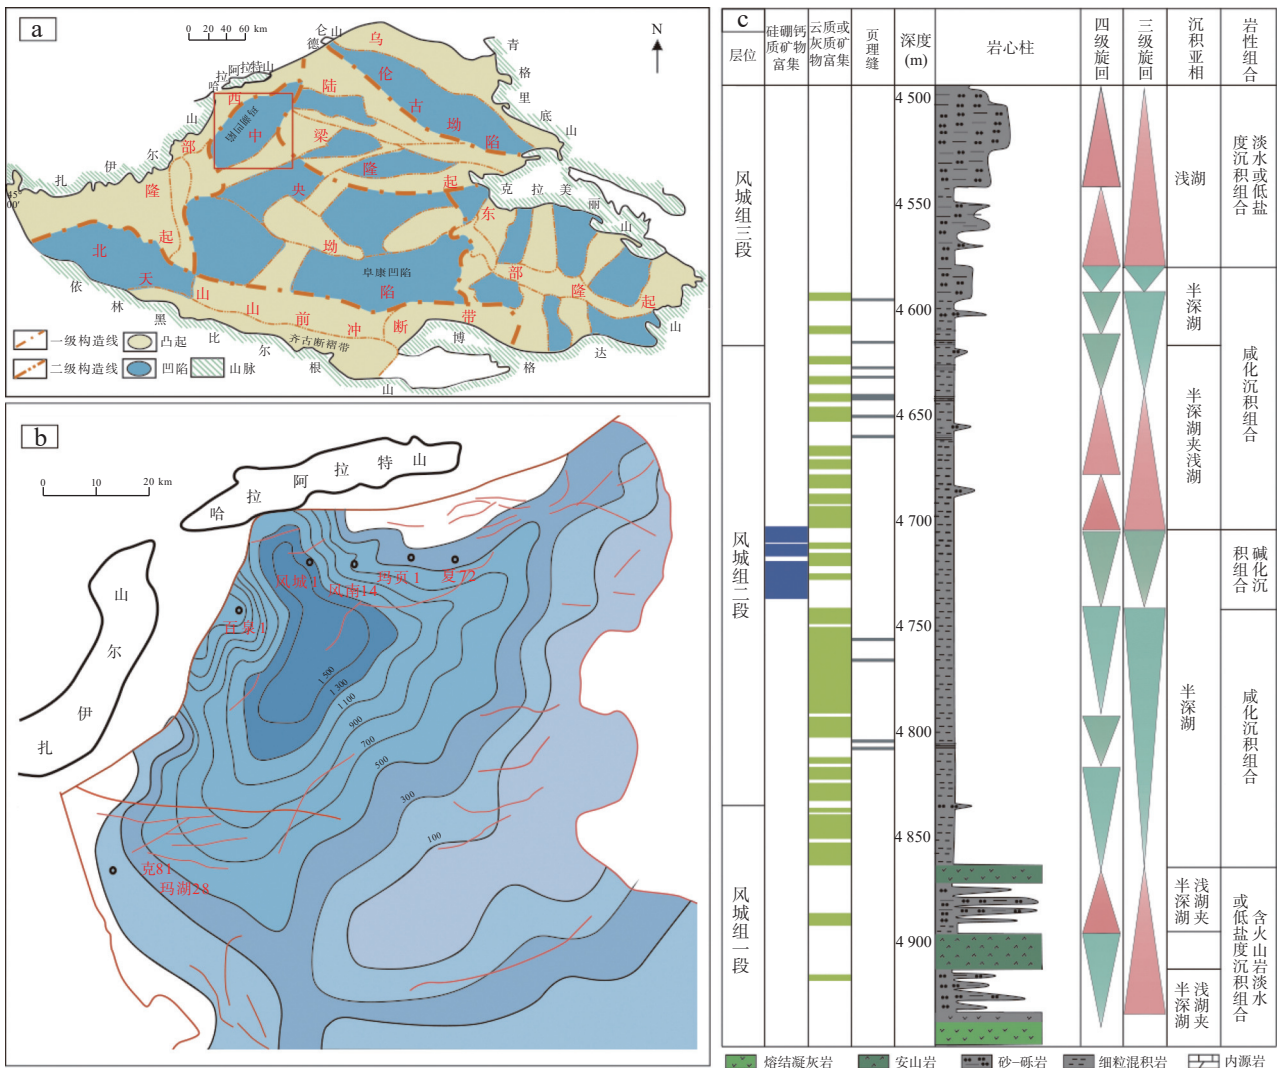 a
0 20 40 60 km
N
哈拉阿拉特山
德仑山
青格里底山
扎伊尔山
克拉美丽山
依林黑比尔根山
博格达山
45°00′
乌伦古坳陷
陆梁隆起
西部隆起
中央坳陷
东部隆起
北天山山前冲断带
玛湖凹陷
阜康凹陷
齐古断褶带
一级构造线
凸起
二级构造线
凹陷
山脉
b
0 10 20 km
哈拉阿拉特山
扎伊尔山
风城1
风南14
玛页1
夏72
百泉1
克81
玛湖28
1 500
1 300
1 100
900
700
500
300
100
c
层位
硅硼钙质矿物富集
云质或灰质矿物富集
页理缝
深度(m)
岩心柱
四级旋回
三级旋回
沉积亚相
岩性组合
风城组三段
风城组二段
风城组一段
4 500
4 550
4 600
4 650
4 700
4 750
4 800
4 850
4 900
浅湖
半深湖
半深湖夹浅湖
半深湖
半深湖夹浅湖
半深湖夹浅湖
淡水或低盐度沉积组合
咸化沉积组合
碱化沉积组合
咸化沉积组合
含火山岩淡水或低盐度沉积组合
熔结凝灰岩
安山岩
砂-砾岩
细粒混积岩
内源岩